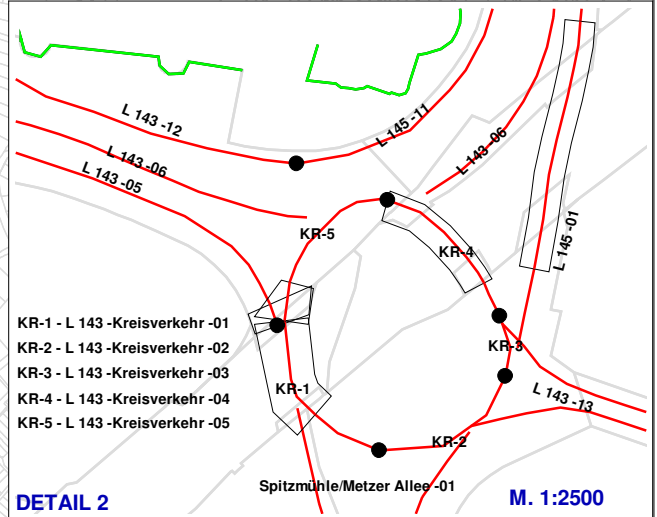 L 143 -12
L 145-11
L 143 -06
L 143 -06
L 143 -05
L 145 -01
KR-5
KR-4
KR-1 - L 143 -Kreisverkehr -01
KR-2 - L 143 -Kreisverkehr -02
KR-3 - L 143 -Kreisverkehr -03
KR-4 - L 143 -Kreisverkehr -04
KR-5 - L 143 -Kreisverkehr -05
KR-3
KR-1
L 143 -13
KR-2
Spitzmühle/Metzer Allee -01
DETAIL 2
M. 1:2500